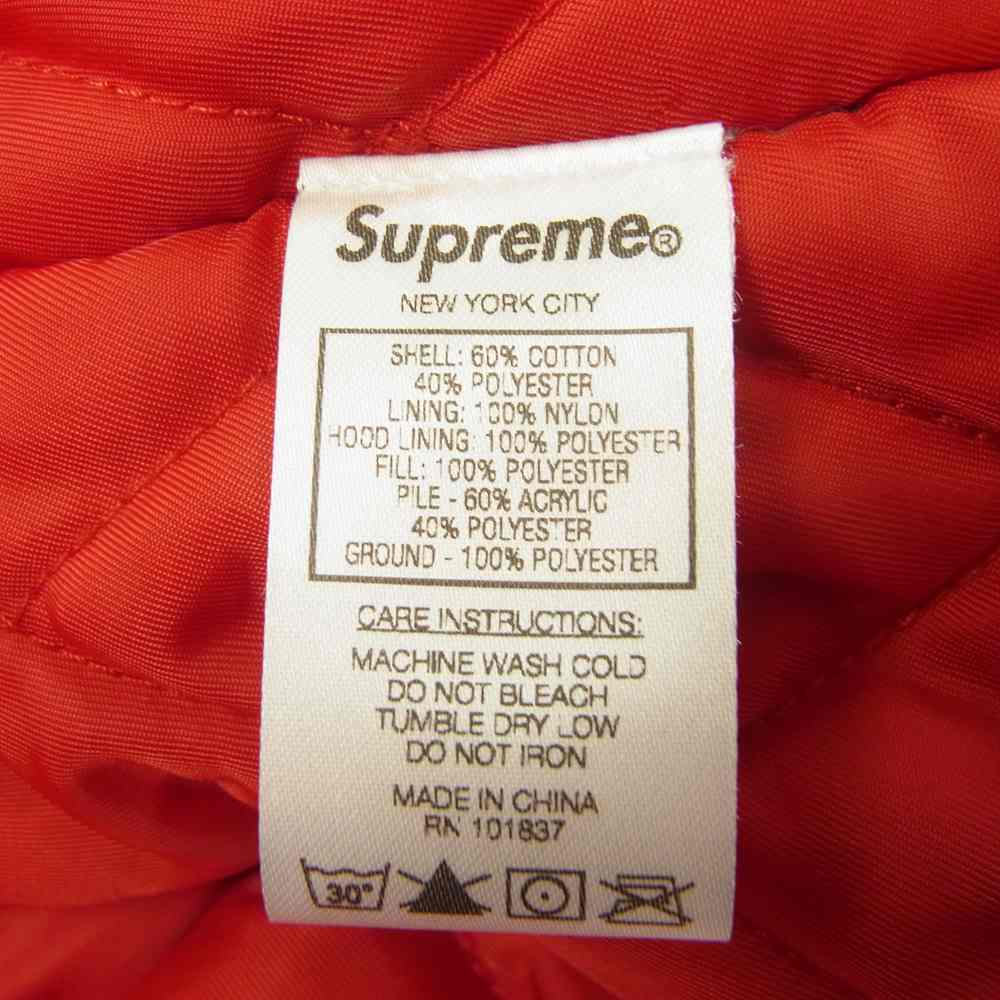 Supreme®
NEW YORK CITY
SHELL: 60% COTTON
40% POLYESTER
LINING: 100% NYLON
HOOD LINING: 100% POLYESTER
FILL: 100% POLYESTER
PILE - 60% ACRYLIC
40% POLYESTER
GROUND - 100% POLYESTER
CARE INSTRUCTIONS:
MACHINE WASH COLD
DO NOT BLEACH
TUMBLE DRY LOW
DO NOT IRON
MADE IN CHINA
RN 101837
30°